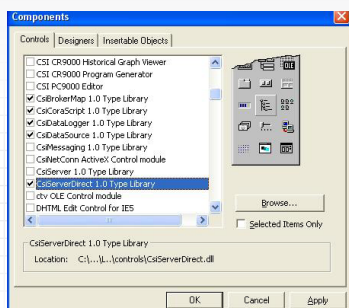 Components
Controls | Designers | Insertable Objects
CSI CR9000 Historical Graph Viewer
CSI CR9000 Program Generator
CSI PC9000 Editor
CsiBrokerMap 1.0 Type Library
CsiCoraScript 1.0 Type Library
CsiDataLogger 1.0 Type Library
CsiDataSource 1.0 Type Library
CsiMessaging 1.0 Type Library
CsiNetConn ActiveX Control module
CsiServer 1.0 Type Library
CsiServerDirect 1.0 Type Library
ctv OLE Control module
DHTML Edit Control for IE5
OLE
Browse...
Selected Items Only
CsiServerDirect 1.0 Type Library
Location: C:\...\L...\controls\CsiServerDirect.dll
OK Cancel Apply